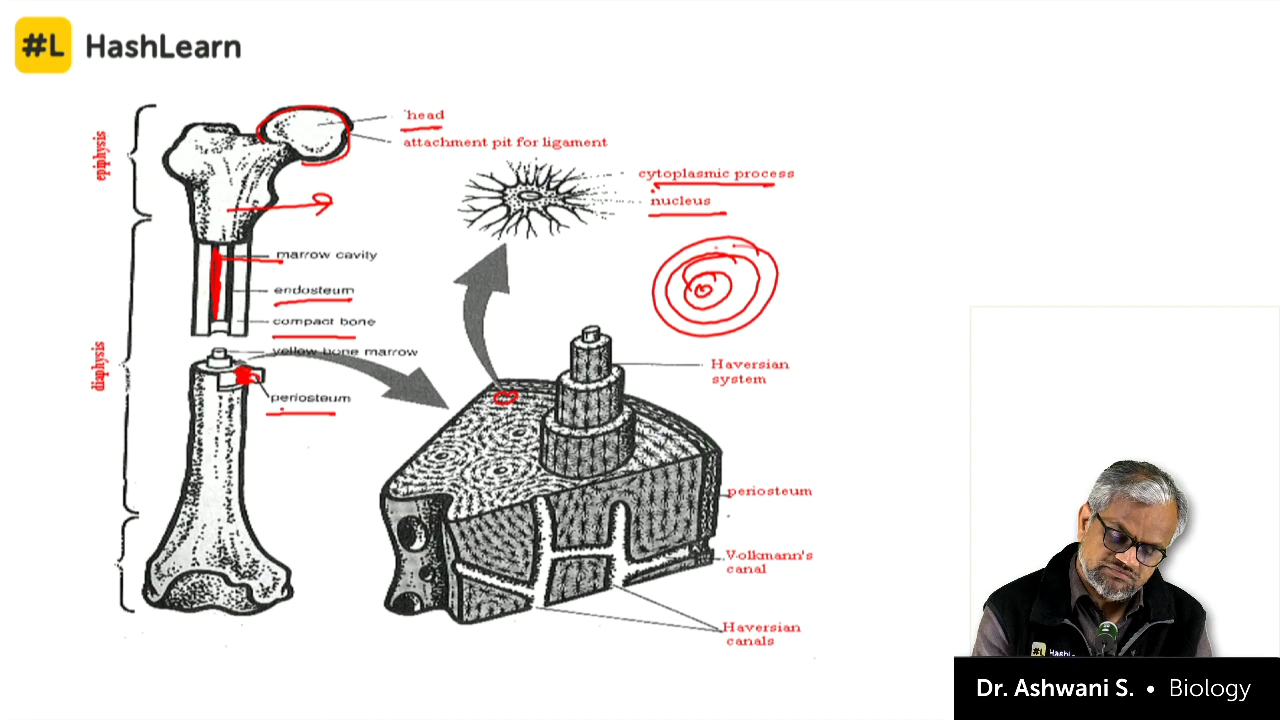 #L HashLearn
epiphysis
head
attachment pit for ligament
cytoplasmic process
nucleus
marrow cavity
endosteum
compact bone
yellow bone marrow
diaphysis
periosteum
Haversian
system
periosteum
Volkmann's
canal
Haversian
canals
#L HashL
Dr. Ashwani S. • Biology